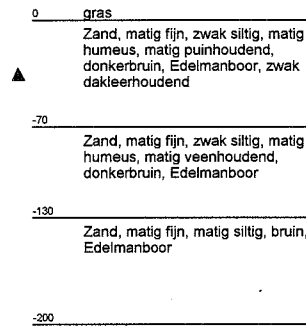 0 gras
Zand, matig fijn, zwak siltig, matig
humeus, matig puinhoudend,
donkerbruin, Edelmanboor, zwak
dakleerhoudend
-70
Zand, matig fijn, zwak siltig, matig
humeus, matig veenhoudend,
donkerbruin, Edelmanboor
-130
Zand, matig fijn, matig siltig, bruin,
Edelmanboor
-200